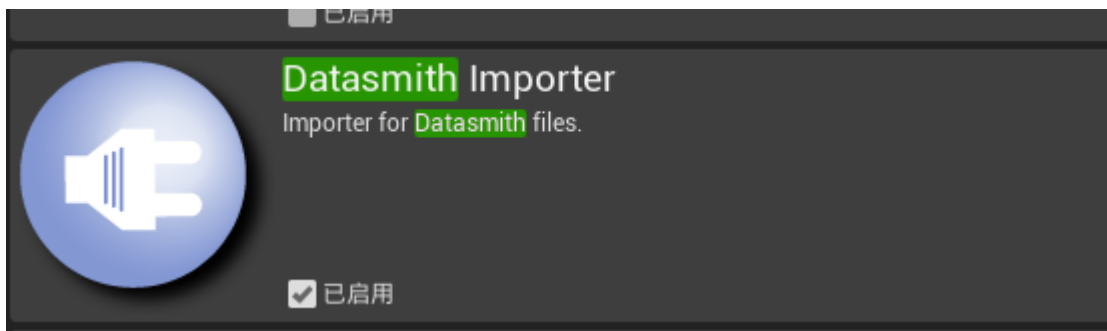 已启用
Datasmith Importer
Importer for Datasmith files.
已启用